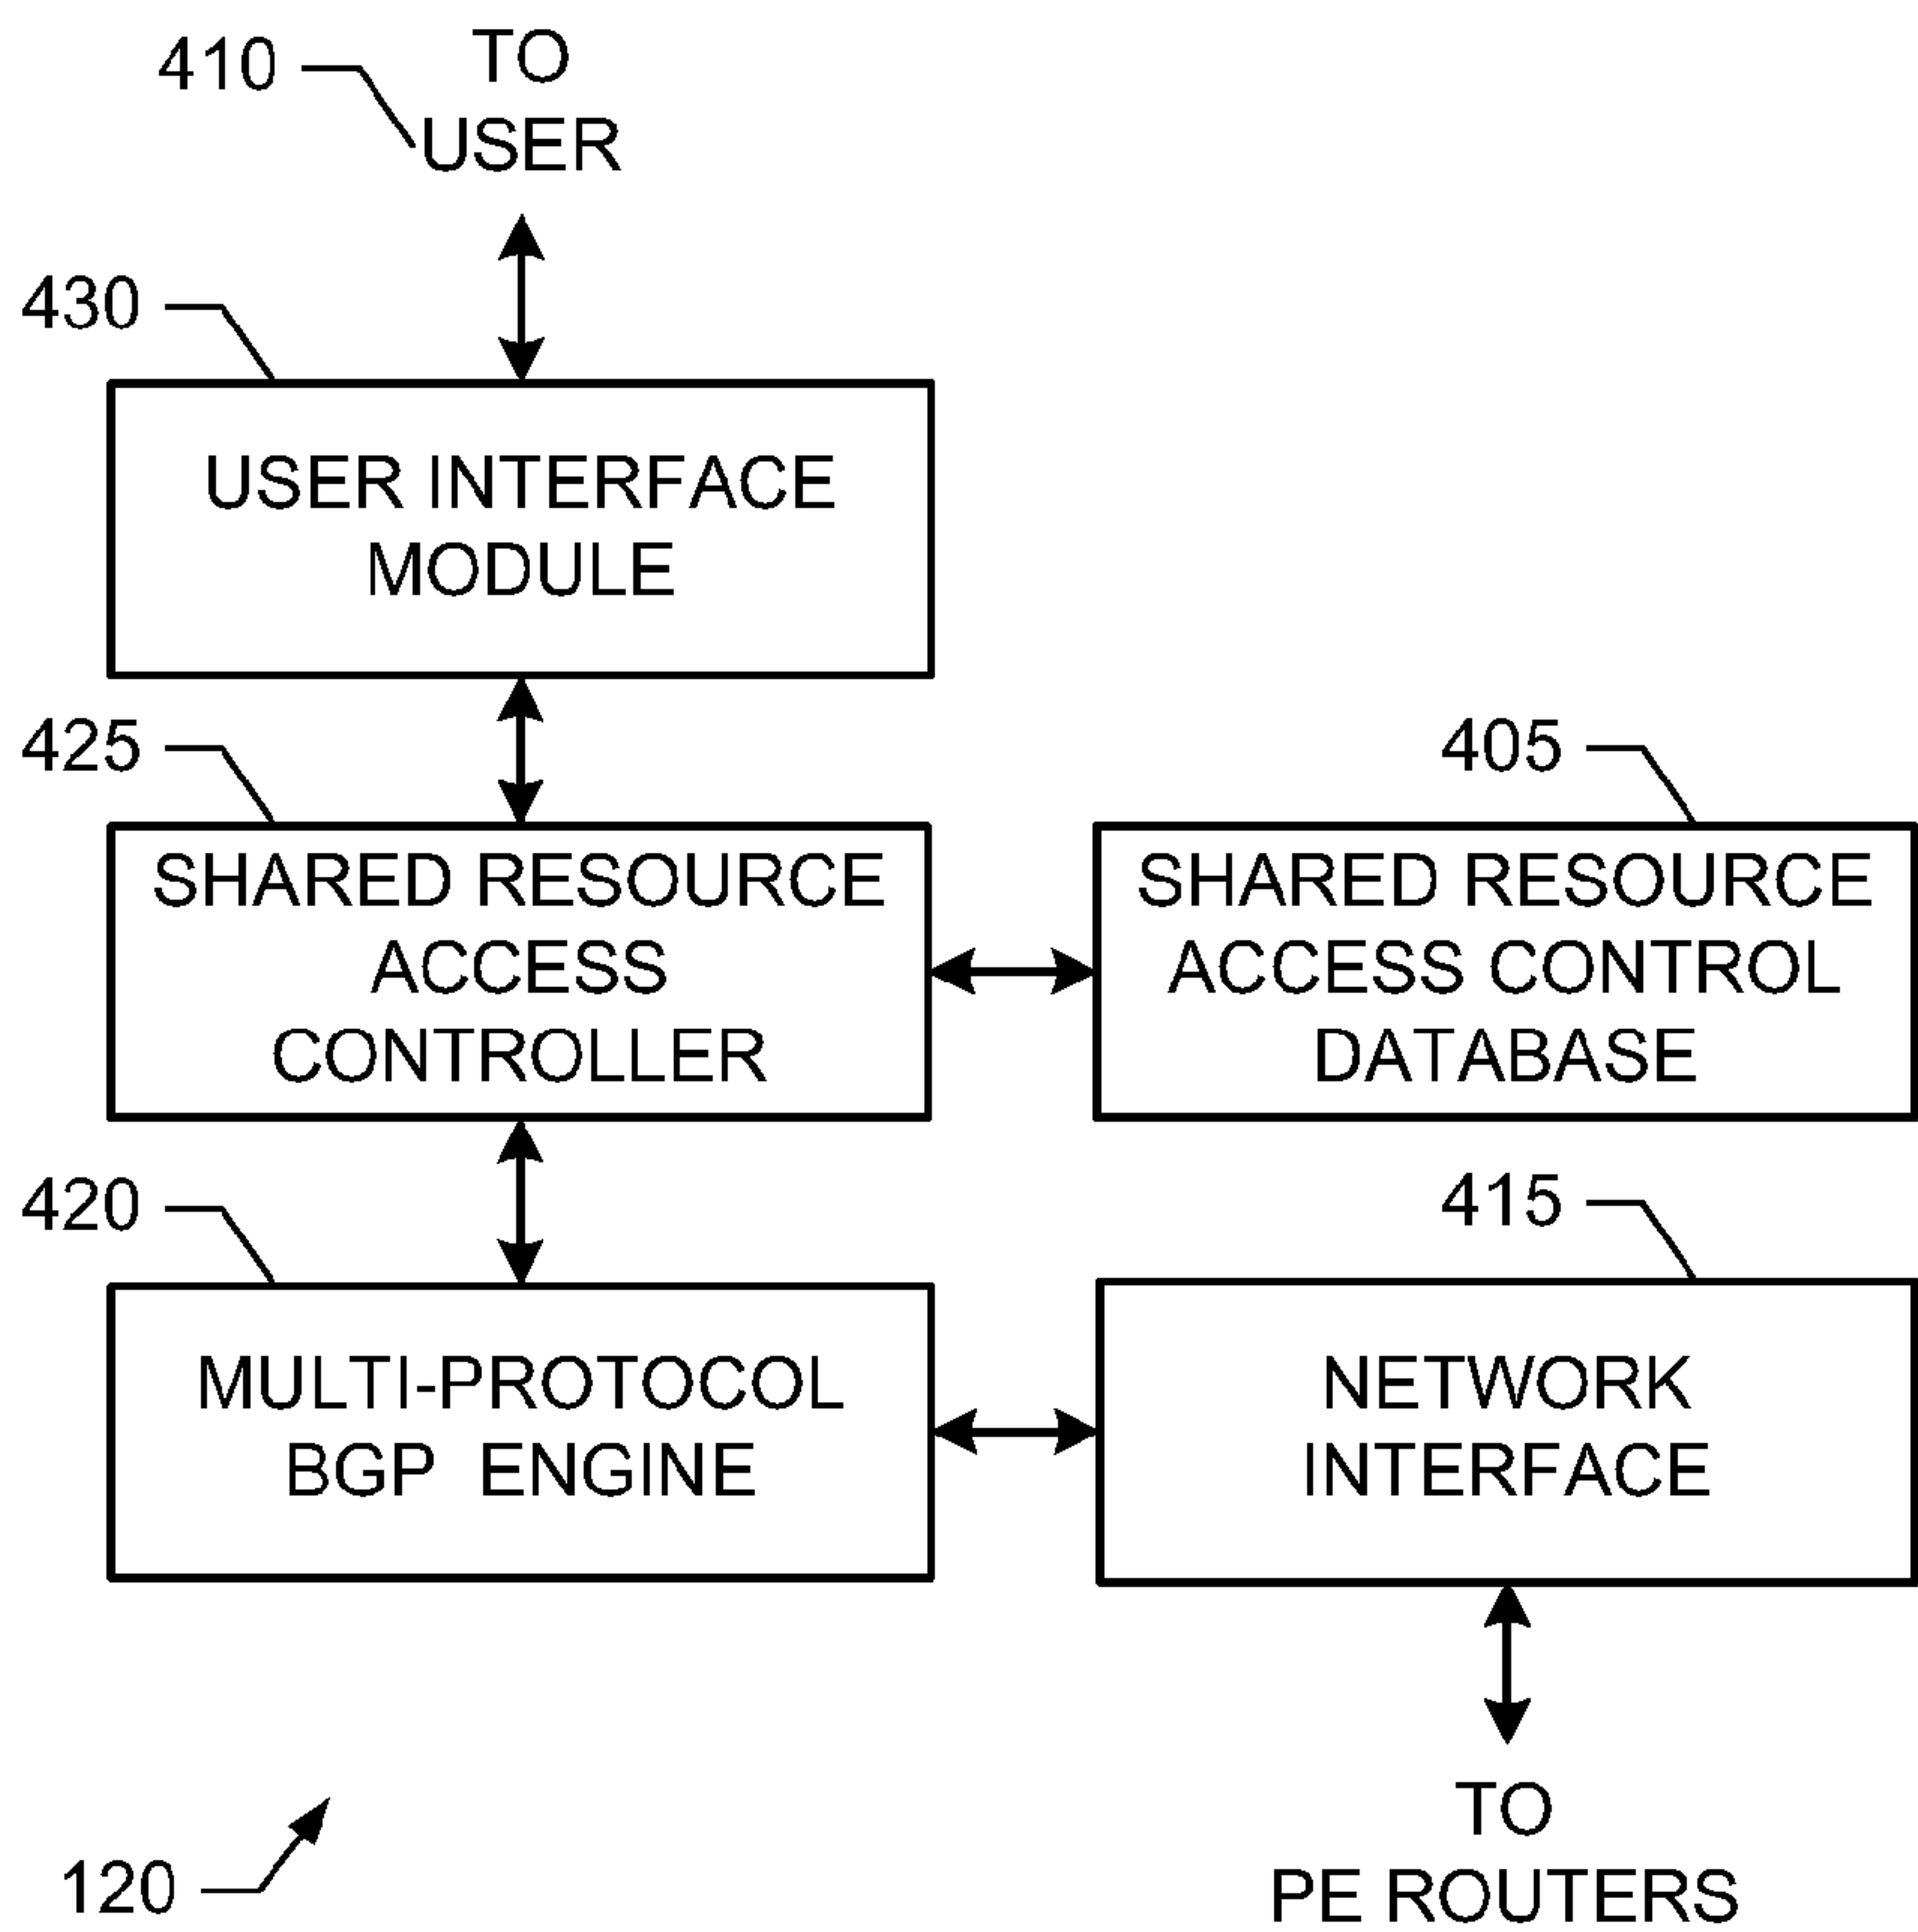 410
TO
USER
430
USER INTERFACE
MODULE
425
405
SHARED RESOURCE
ACCESS
CONTROLLER
SHARED RESOURCE
ACCESS CONTROL
DATABASE
420
415
MULTI-PROTOCOL
BGP ENGINE
NETWORK
INTERFACE
120
TO
PE ROUTERS